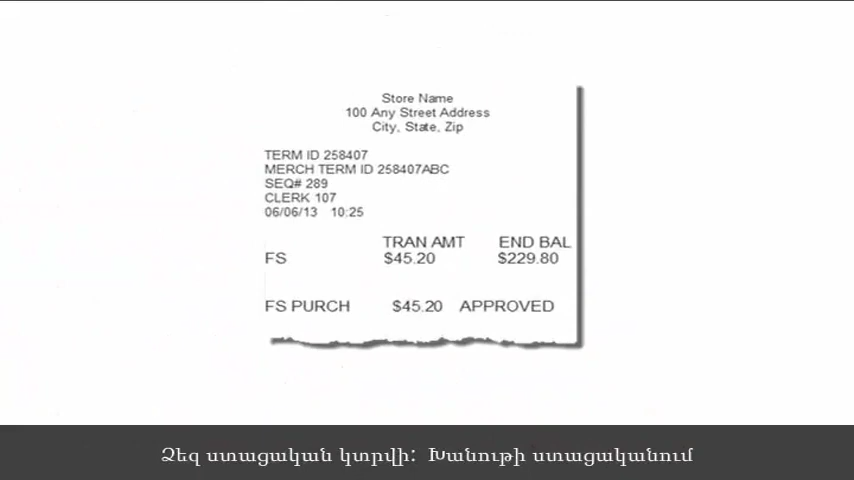 Store Name
100 Any Street Address
City, State, Zip
TERM ID 258407
MERCH TERM ID 258407ABC
SEQ# 289
CLERK 107
06/06/13 10:25
TRAN AMT END BAL
FS $45.20 $229.80
FS PURCH $45.20 APPROVED
Ձեզ ստացական կտրվի: Խանութի ստացականում